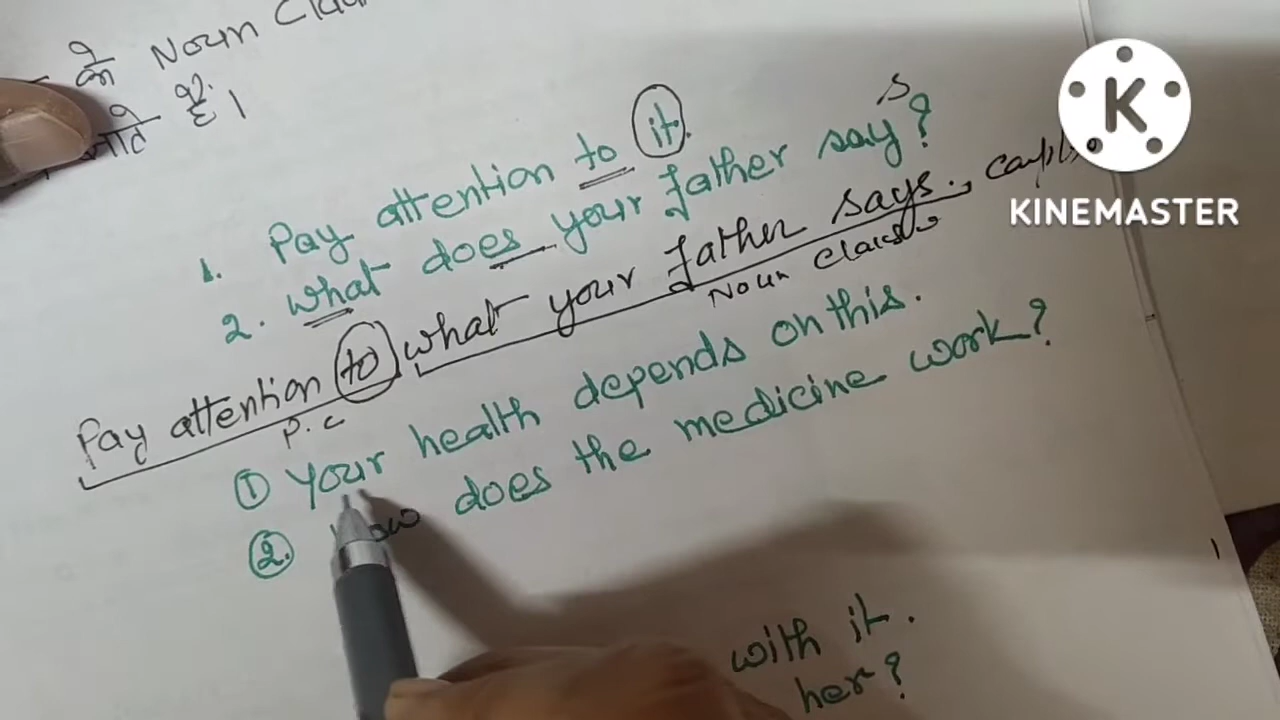 के Noun
जाते है।
1. Pay attention to it.
2. what does your father say?
s
Pay attention to what your father says.
P. C
Noun Clause
① Your health depends on this.
② How does the medicine work?
with it.
her?
K
KINEMASTER